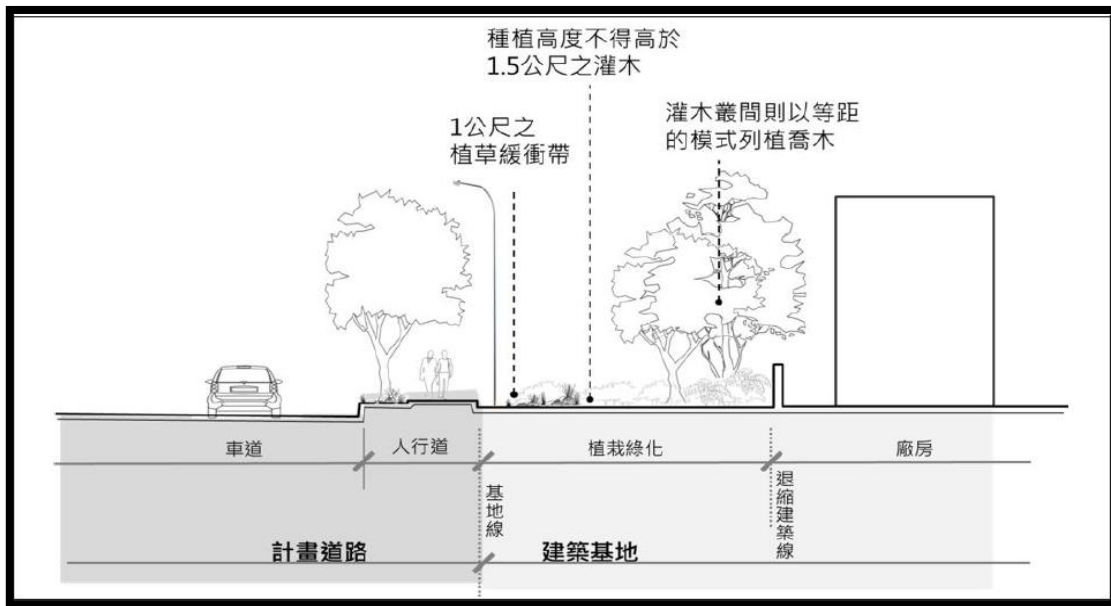 種植高度不得高於
1.5公尺之灌木
灌木叢間則以等距
的模式列植喬木
1公尺之
植草緩衝帶
車道
人行道
植栽綠化
廠房
基地線
退縮建築線
計畫道路
建築基地